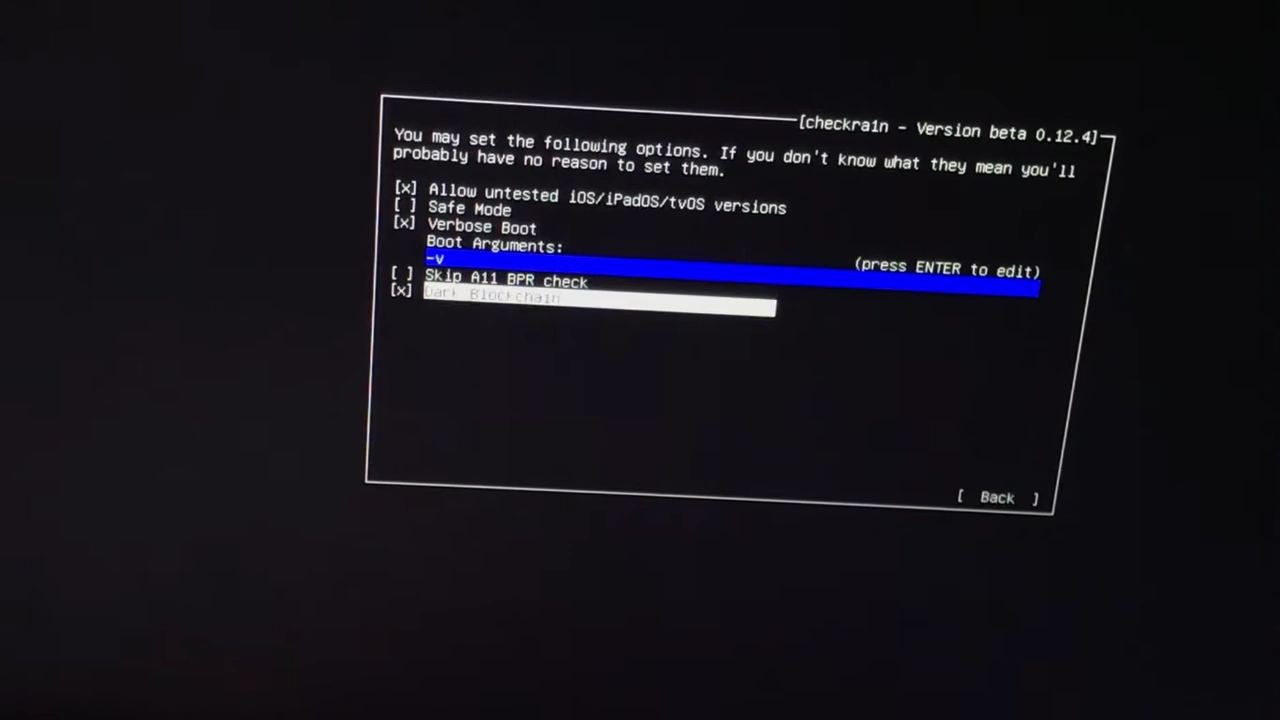 [checkra1n - Version beta 0.12.4]
You may set the following options. If you don't know what they mean you'll
probably have no reason to set them.
[x] Allow untested iOS/iPadOS/tvOS versions
[ ] Safe Mode
[x] Verbose Boot
Boot Arguments:
-v (press ENTER to edit)
[ ] Skip A11 BPR check
[x] Dark Blockchain
[ Back ]